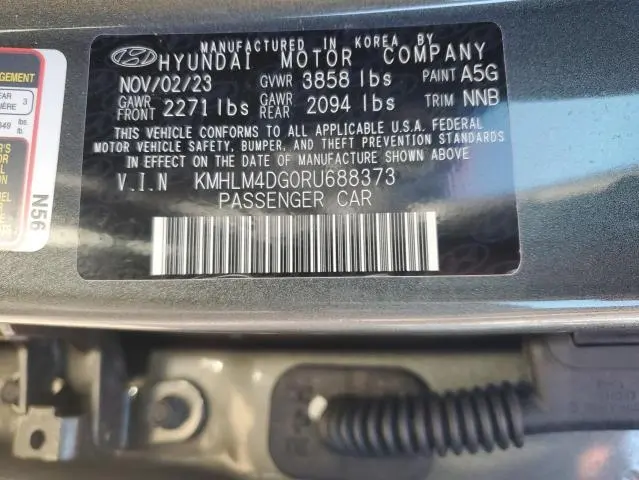 MANUFACTURED IN KOREA BY
HYUNDAI MOTOR COMPANY
NOV/02/23 GVWR 3858 lbs PAINT A5G
GAWR FRONT 2271 lbs GAWR REAR 2094 lbs TRIM NNB
THIS VEHICLE CONFORMS TO ALL APPLICABLE U.S.A. FEDERAL
MOTOR VEHICLE SAFETY, BUMPER, AND THEFT PREVENTION STANDARDS
IN EFFECT ON THE DATE OF MANUFACTURE SHOWN ABOVE
V.I.N KMHLM4DG0RU688373
PASSENGER CAR
N56
3
lbs.